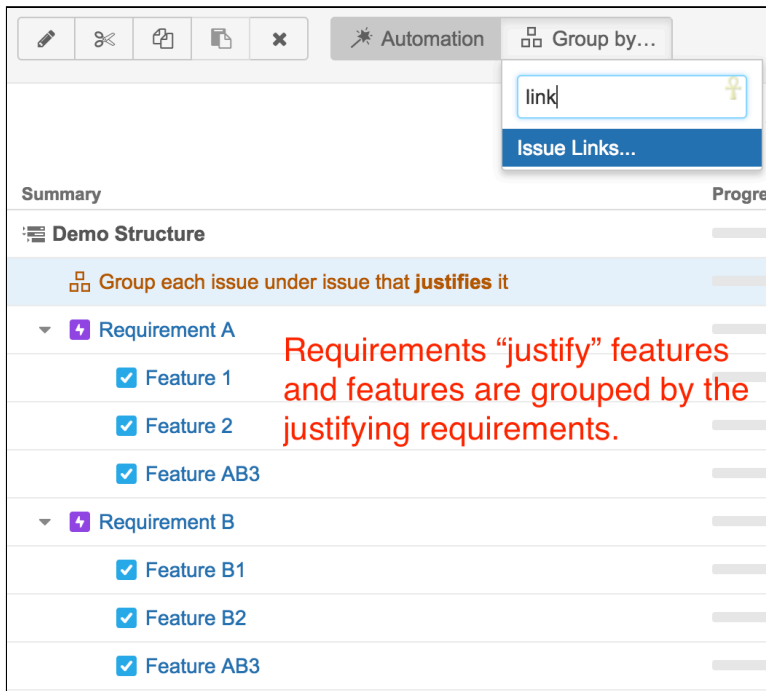 Automation
Group by...
link
Issue Links...
Summary
Progre
Demo Structure
Group each issue under issue that justifies it
Requirement A
Requirements “justify” features
and features are grouped by the
justifying requirements.
Feature 1
Feature 2
Feature AB3
Requirement B
Feature B1
Feature B2
Feature AB3